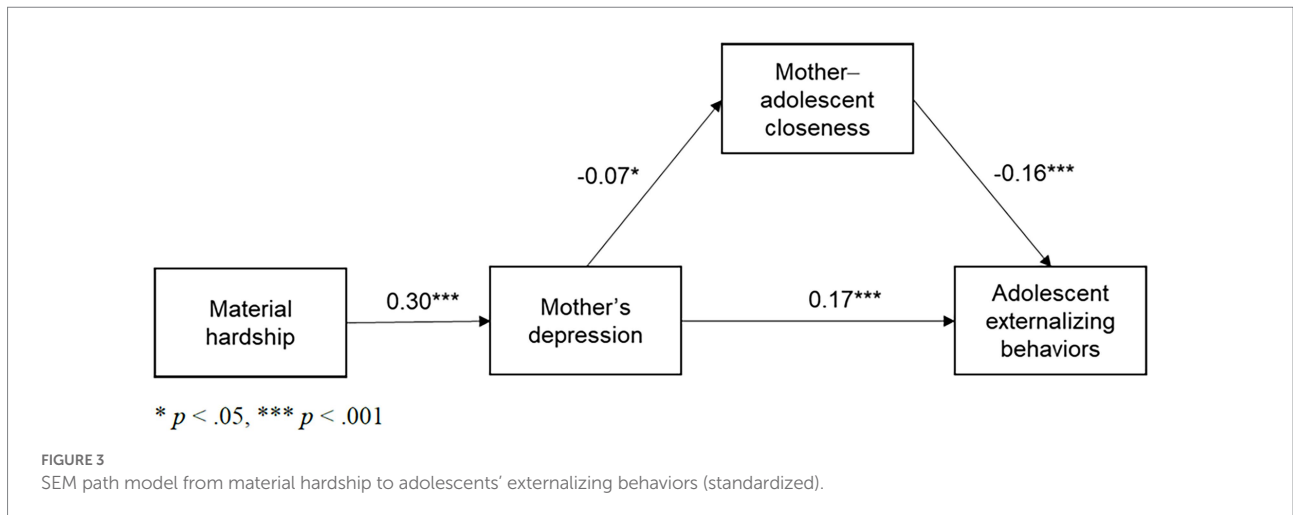 Mother–
adolescent
closeness
-0.07*
-0.16***
Material
hardship
0.30***
Mother's
depression
0.17***
Adolescent
externalizing
behaviors
* p < .05, *** p < .001
FIGURE 3
SEM path model from material hardship to adolescents’ externalizing behaviors (standardized).